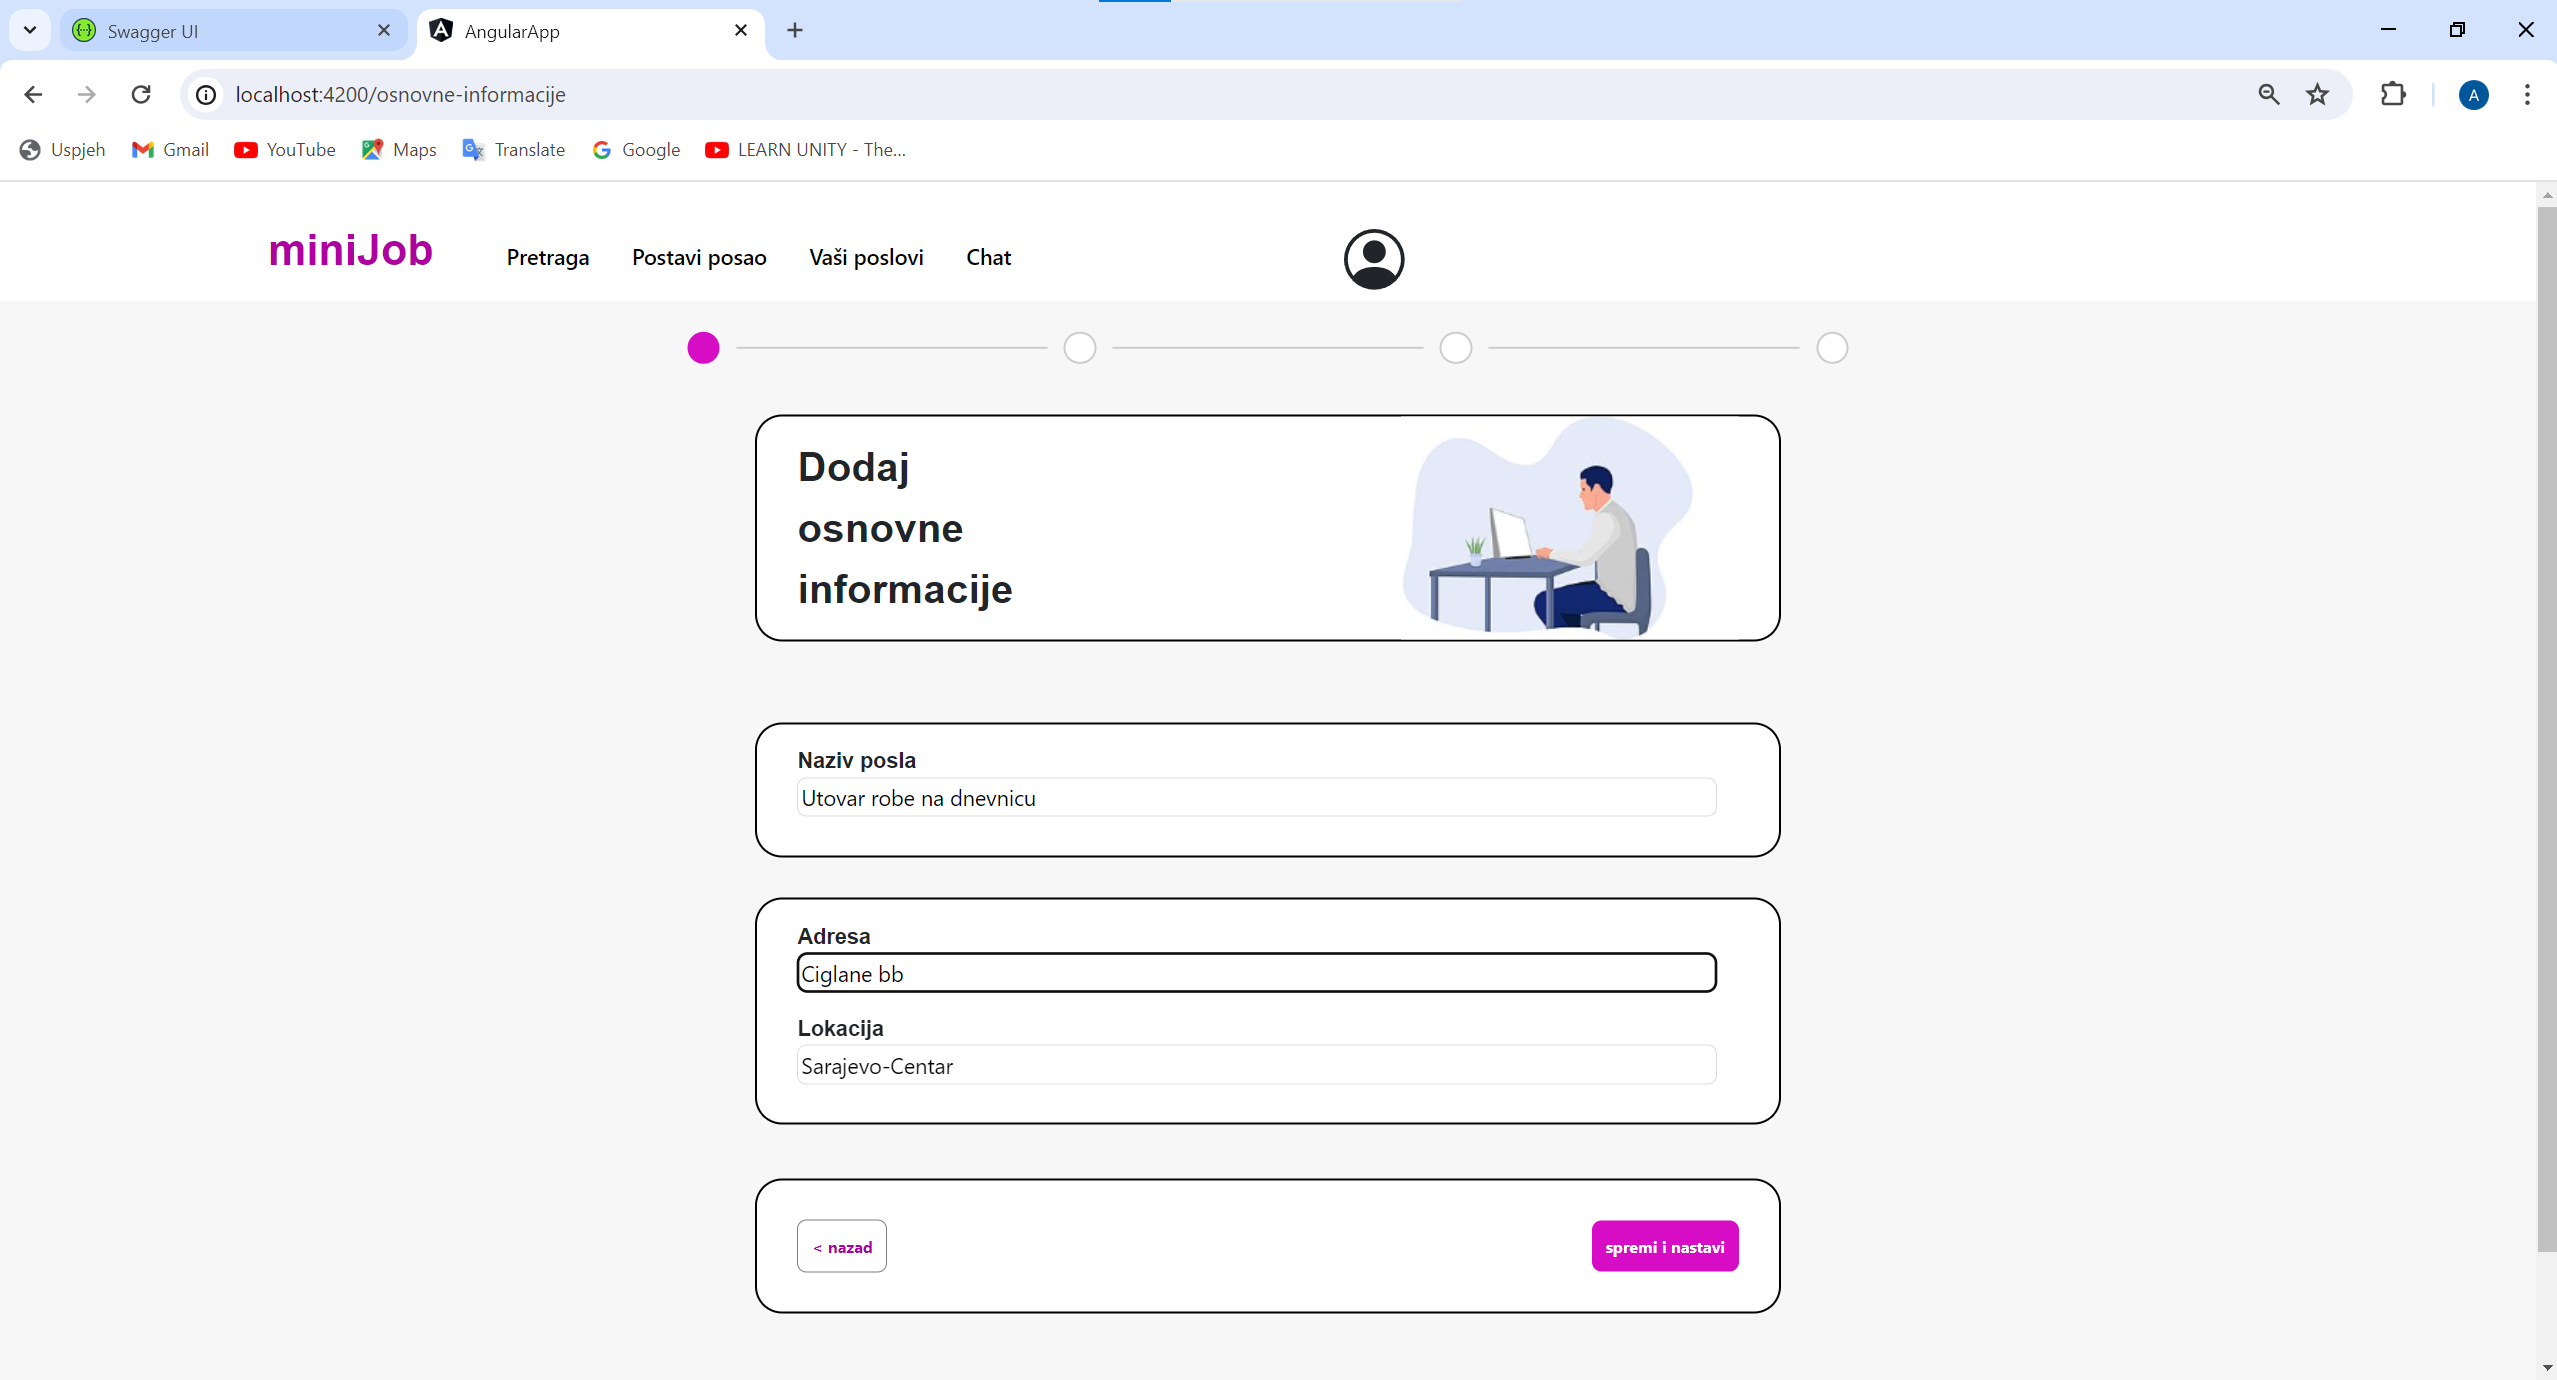 Swagger UI
AngularApp
localhost:4200/osnovne-informacije
A
Uspjeh
Gmail
YouTube
Maps
Translate
Google
LEARN UNITY - The...
miniJob
Pretraga
Postavi posao
Vaši poslovi
Chat
Dodaj
osnovne
informacije
Naziv posla
Utovar robe na dnevnicu
Adresa
Ciglane bb
Lokacija
Sarajevo-Centar
< nazad
spremi i nastavi